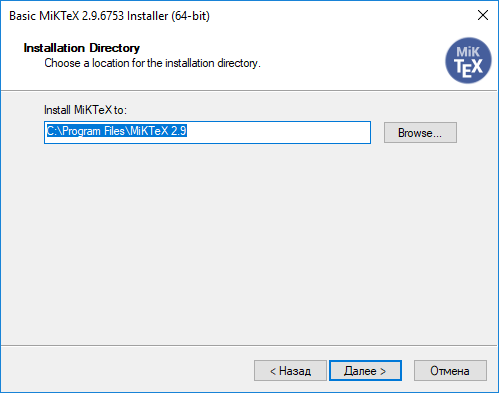 Basic MiKTeX 2.9.6753 Installer (64-bit)
Installation Directory
Choose a location for the installation directory.
MiK
TEX
Install MiKTeX to:
C:\Program Files\MiKTeX 2.9
Browse...
< Назад
Далее >
Отмена